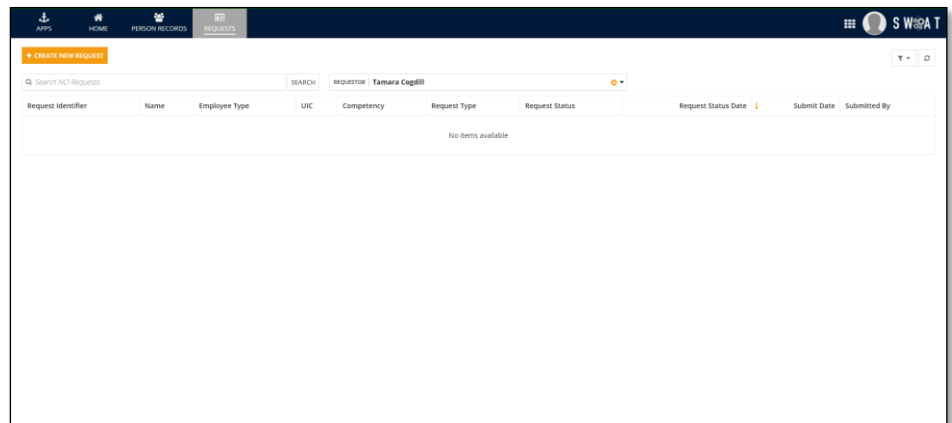 APPS HOME PERSON RECORDS REQUESTS
S W A T
+ CREATE NEW REQUEST
Search NCI Requests SEARCH REQUESTOR Tamara Cogdill
Request Identifier Name Employee Type UIC Competency Request Type Request Status Request Status Date Submit Date Submitted By
No items available